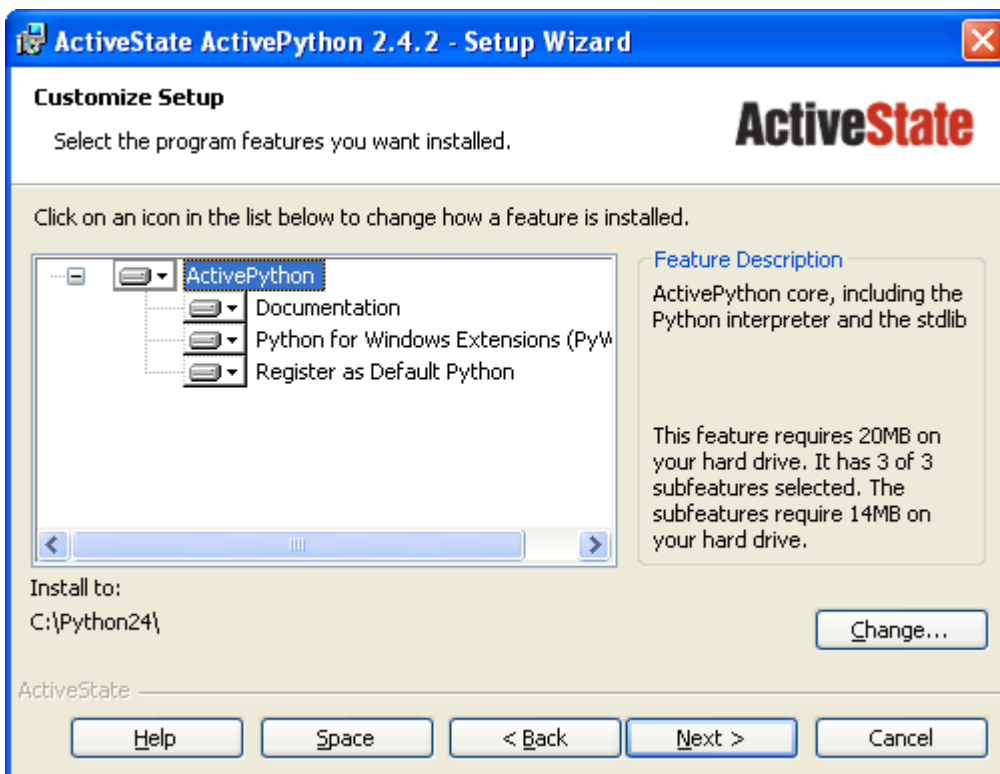 ActiveState ActivePython 2.4.2 - Setup Wizard
Customize Setup
Select the program features you want installed.
ActiveState
Click on an icon in the list below to change how a feature is installed.
ActivePython
Documentation
Python for Windows Extensions (PyW
Register as Default Python
Feature Description
ActivePython core, including the
Python interpreter and the stdlib
This feature requires 20MB on
your hard drive. It has 3 of 3
subfeatures selected. The
subfeatures require 14MB on
your hard drive.
Install to:
C:\Python24\
Change...
ActiveState
Help
Space
< Back
Next >
Cancel